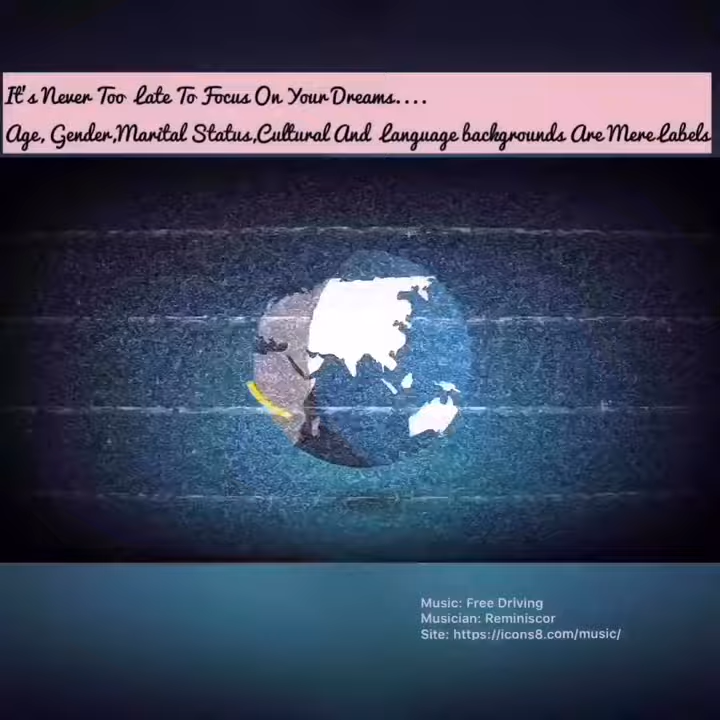 It's Never Too Late To Focus On Your Dreams....
Age, Gender,Marital Status,Cultural And Language backgrounds Are Mere Labels
Music: Free Driving
Musician: Reminiscor
Site: https://icons8.com/music/